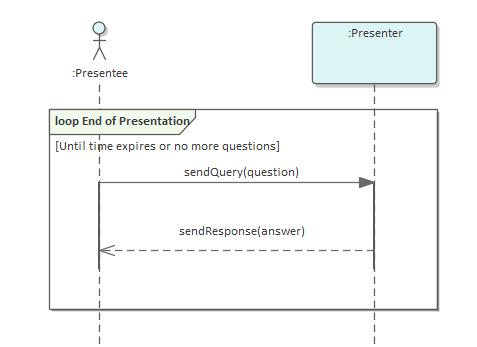 :Presentee
:Presenter
loop End of Presentation
[Until time expires or no more questions]
sendQuery(question)
sendResponse(answer)